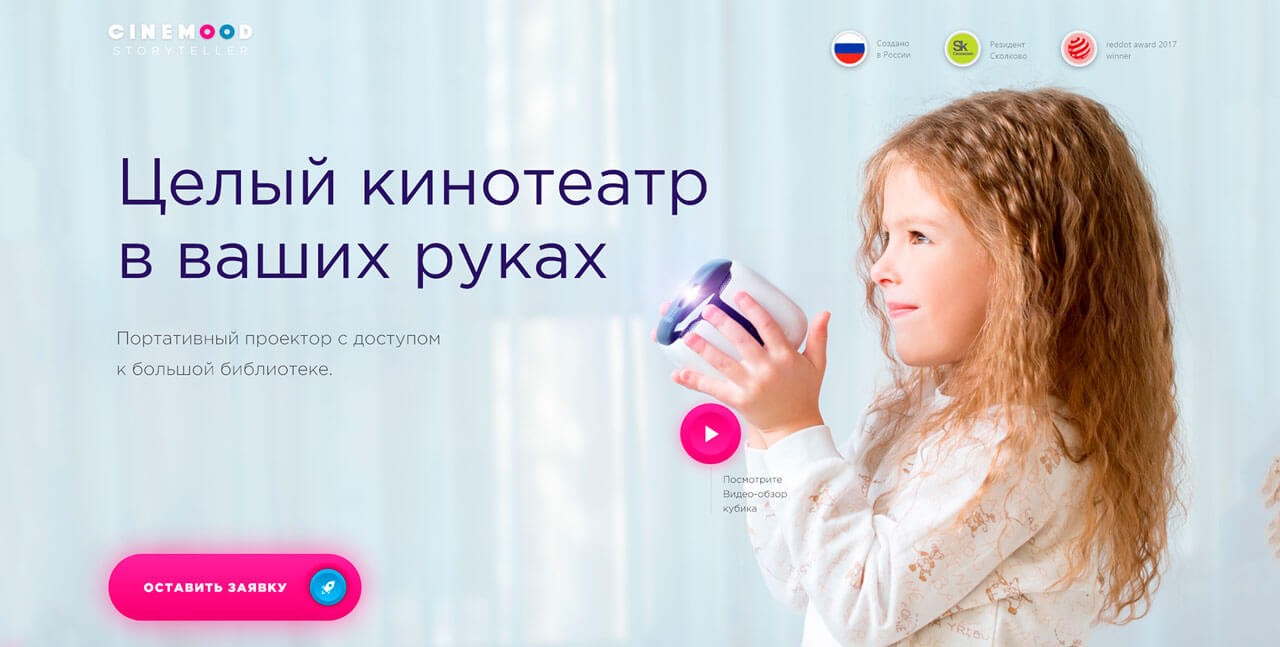 CINEMOOD
STORYTELLER
Создано
в России
Sk
Сколково
Резидент
Сколково
reddot award 2017
winner
Целый кинотеатр
в ваших руках
Портативный проектор с доступом
к большой библиотеке.
Посмотрите
Видео-обзор
кубика
ОСТАВИТЬ ЗАЯВКУ